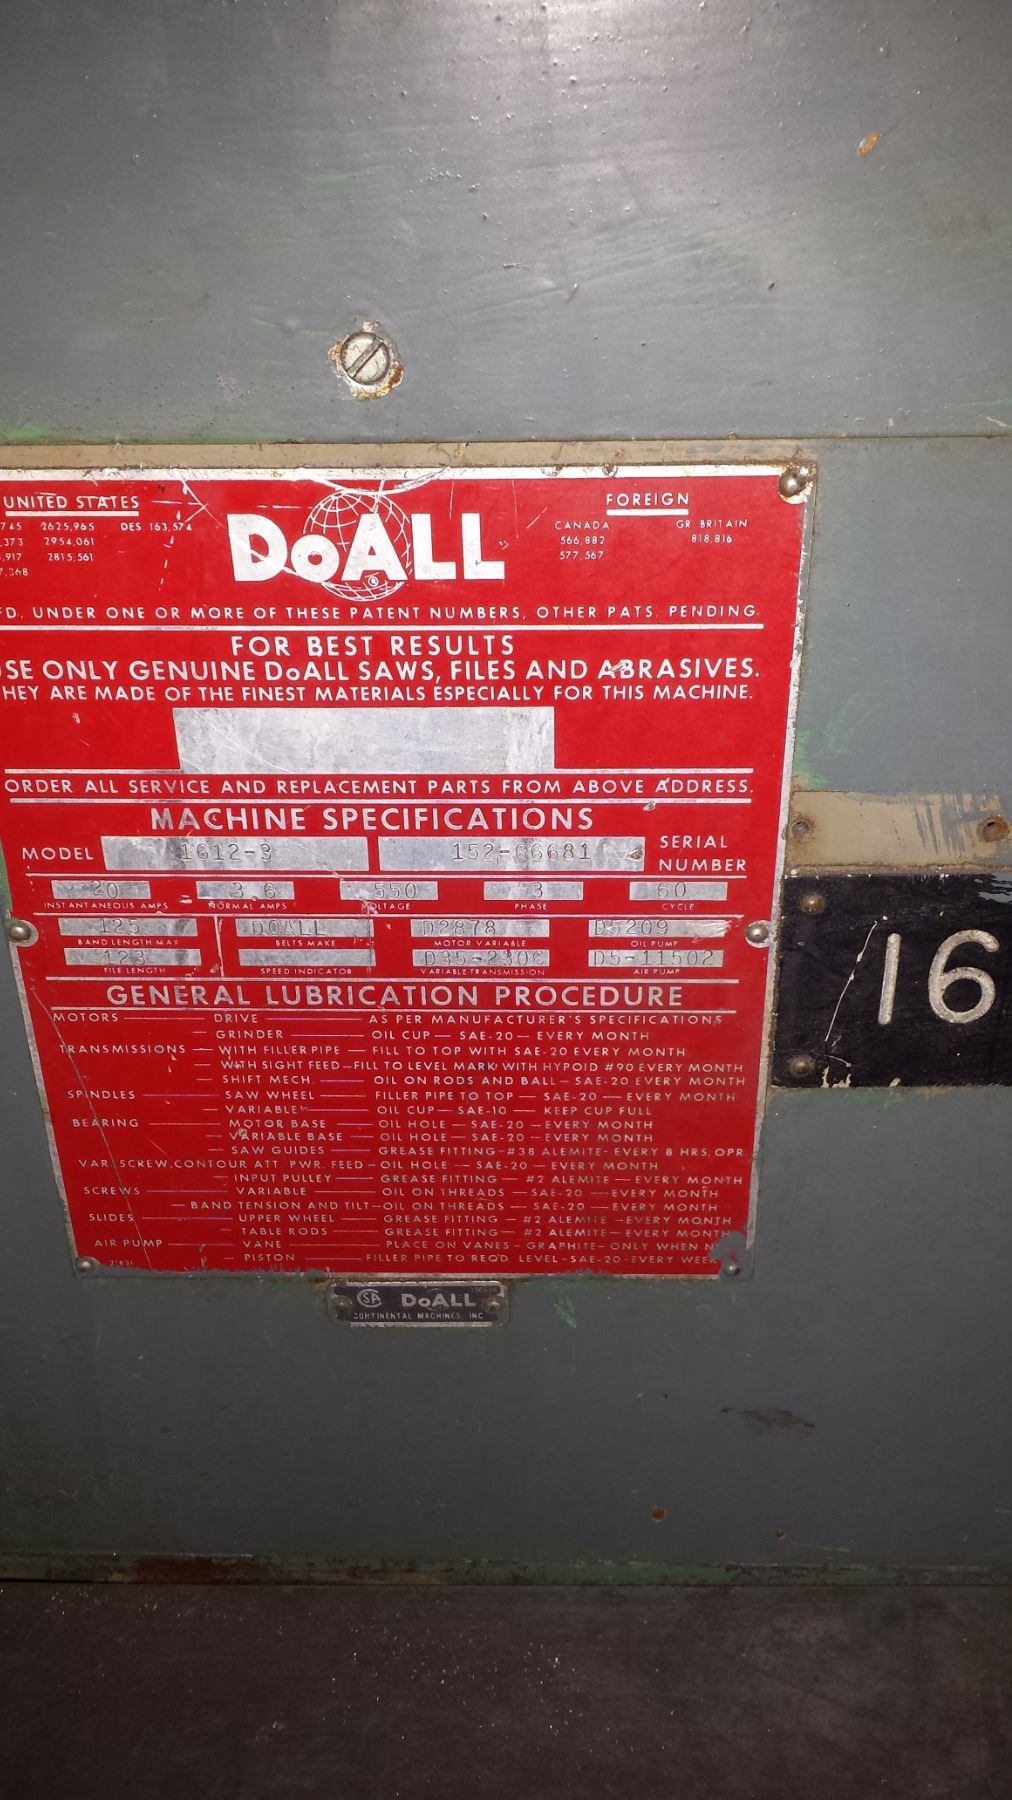 UNITED STATES
745 2625,965 DES 163,574
,373 2954,061
,917 2815,561
,368
DoALL
®
FOREIGN
CANADA GR BRITAIN
566,882 818,816
577,567
FD. UNDER ONE OR MORE OF THESE PATENT NUMBERS, OTHER PATS. PENDING.
FOR BEST RESULTS
USE ONLY GENUINE DoALL SAWS, FILES AND ABRASIVES.
HEY ARE MADE OF THE FINEST MATERIALS ESPECIALLY FOR THIS MACHINE.
ORDER ALL SERVICE AND REPLACEMENT PARTS FROM ABOVE ADDRESS.
MACHINE SPECIFICATIONS
MODEL 1612-3 152-66681 SERIAL NUMBER
20 3.6 550 3 60
INSTANTANEOUS AMPS NORMAL AMPS VOLTAGE PHASE CYCLE
125 DOALL D2878 D5209
BAND LENGTH MAX BELTS MAKE MOTOR VARIABLE OIL PUMP
123 D35-2306 D5-11502
FILE LENGTH SPEED INDICATOR VARIABLE TRANSMISSION AIR PUMP
GENERAL LUBRICATION PROCEDURE
MOTORS — DRIVE — AS PER MANUFACTURER'S SPECIFICATIONS
GRINDER — OIL CUP — SAE-20 — EVERY MONTH
TRANSMISSIONS — WITH FILLER PIPE — FILL TO TOP WITH SAE-20 EVERY MONTH
— WITH SIGHT FEED — FILL TO LEVEL MARK WITH HYPOID #90 EVERY MONTH
— SHIFT MECH. — OIL ON RODS AND BALL — SAE-20 EVERY MONTH
SPINDLES — SAW WHEEL — FILLER PIPE TO TOP — SAE-20 — EVERY MONTH
— VARIABLE — OIL CUP — SAE-10 — KEEP CUP FULL
BEARING — MOTOR BASE — OIL HOLE — SAE-20 — EVERY MONTH
— VARIABLE BASE — OIL HOLE — SAE-20 — EVERY MONTH
— SAW GUIDES — GREASE FITTING - #38 ALEMITE - EVERY 8 HRS. OPR.
VAR. SCREW, CONTOUR ATT. PWR. FEED — OIL HOLE — SAE-20 — EVERY MONTH
— INPUT PULLEY — GREASE FITTING — #2 ALEMITE — EVERY MONTH
SCREWS — VARIABLE — OIL ON THREADS — SAE-20 — EVERY MONTH
— BAND TENSION AND TILT — OIL ON THREADS — SAE-20 — EVERY MONTH
SLIDES — UPPER WHEEL — GREASE FITTING — #2 ALEMITE — EVERY MONTH
— TABLE RODS — GREASE FITTING — #2 ALEMITE — EVERY MONTH
AIR PUMP — VANE — PLACE ON VANES - GRAPHITE - ONLY WHEN N
— PISTON — FILLER PIPE TO REQ'D LEVEL - SAE-20 - EVERY WEEK
21831
SA DoALL
CONTINENTAL MACHINES, INC
16